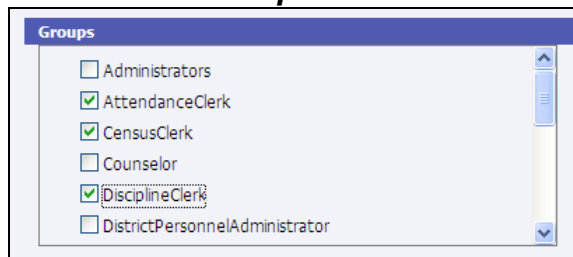 Groups
Administrators
AttendanceClerk
CensusClerk
Counselor
DisciplineClerk
DistrictPersonnelAdministrator